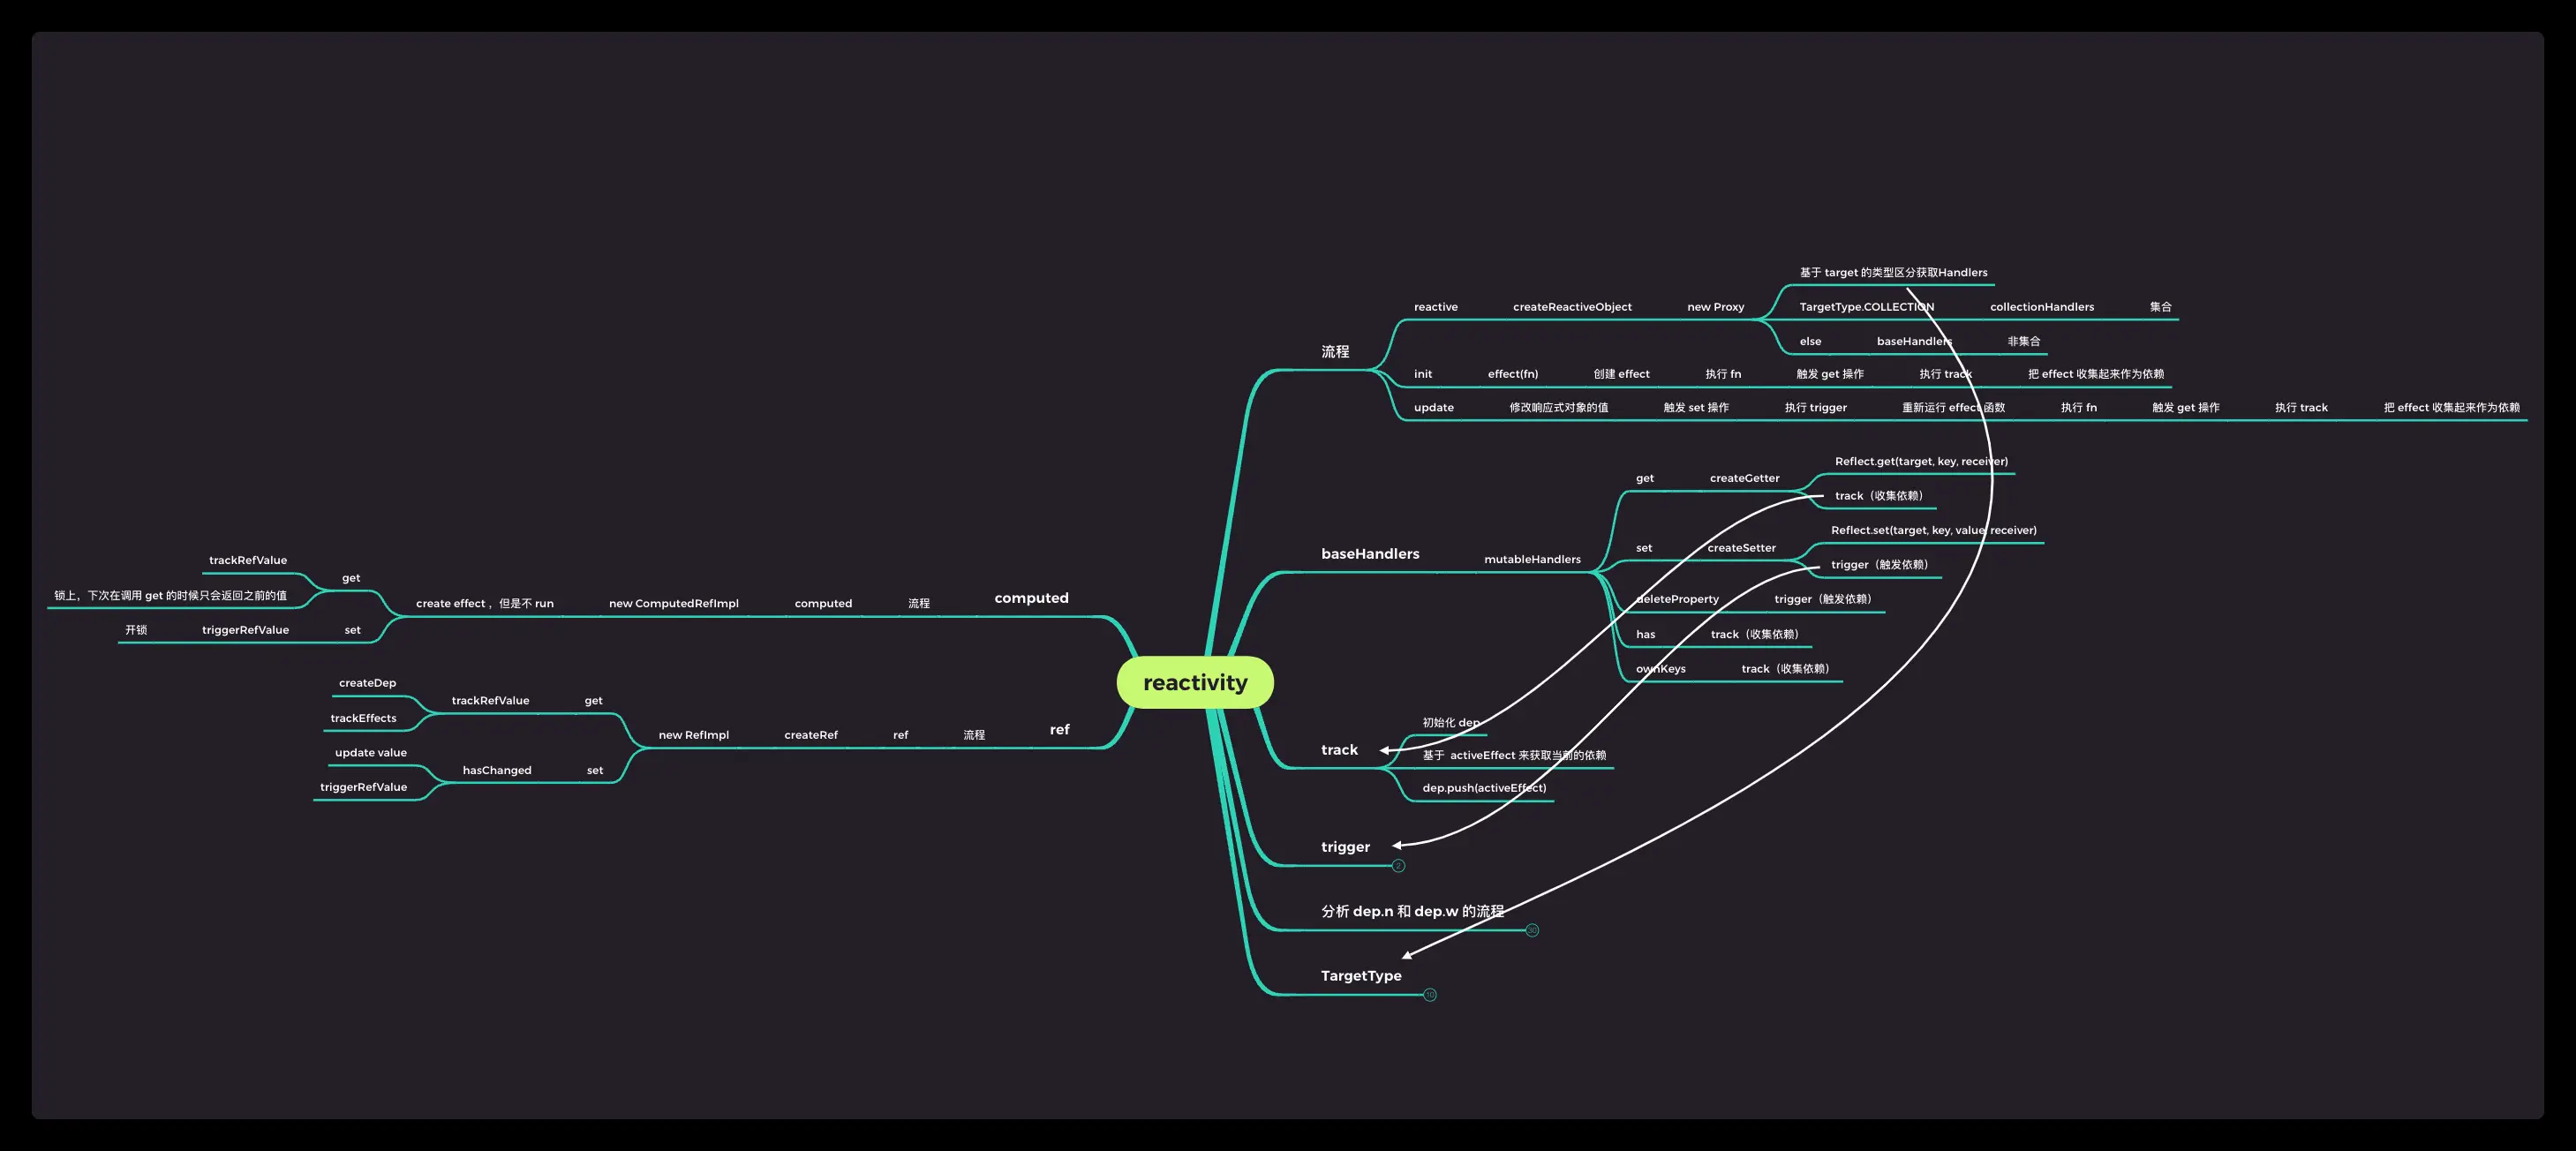 reactivity
流程
reactive
createReactiveObject
new Proxy
基于 target 的类型区分获取Handlers
TargetType.COLLECTION
collectionHandlers
集合
else
baseHandlers
非集合
init
effect(fn)
创建 effect
执行 fn
触发 get 操作
执行 track
把 effect 收集起来作为依赖
update
修改响应式对象的值
触发 set 操作
执行 trigger
重新运行 effect 函数
执行 fn
触发 get 操作
执行 track
把 effect 收集起来作为依赖
baseHandlers
mutableHandlers
get
createGetter
Reflect.get(target, key, receiver)
track（收集依赖）
set
createSetter
Reflect.set(target, key, value, receiver)
trigger（触发依赖）
deleteProperty
trigger（触发依赖）
has
track（收集依赖）
ownKeys
track（收集依赖）
track
初始化 dep
基于 activeEffect 来获取当前的依赖
dep.push(activeEffect)
trigger
2
分析 dep.n 和 dep.w 的流程
30
TargetType
10
computed
流程
computed
new ComputedRefImpl
create effect ，但是不 run
get
trackRefValue
锁上，下次在调用 get 的时候只会返回之前的值
set
triggerRefValue
开锁
ref
流程
ref
createRef
new RefImpl
get
trackRefValue
createDep
trackEffects
set
hasChanged
update value
triggerRefValue